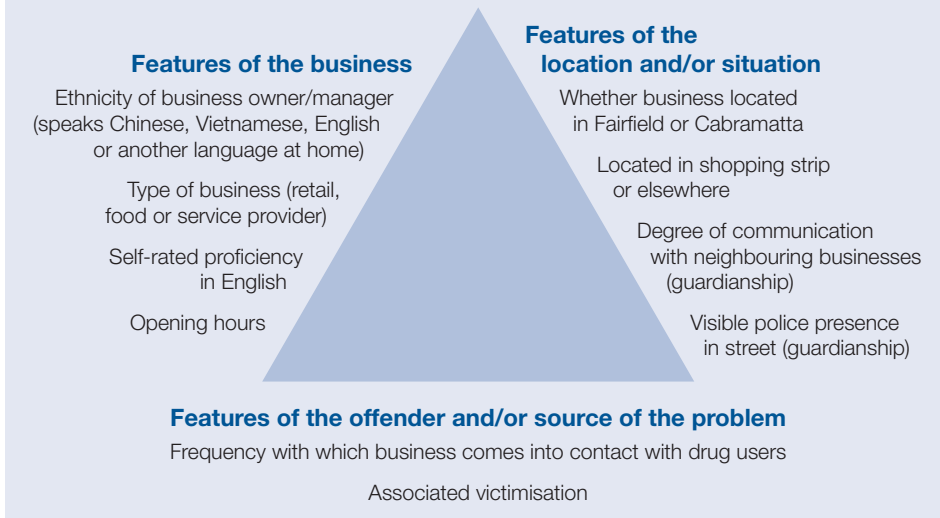 Features of the business
Ethnicity of business owner/manager
(speaks Chinese, Vietnamese, English
or another language at home)
Type of business (retail,
food or service provider)
Self-rated proficiency
in English
Opening hours
Features of the
location and/or situation
Whether business located
in Fairfield or Cabramatta
Located in shopping strip
or elsewhere
Degree of communication
with neighbouring businesses
(guardianship)
Visible police presence
in street (guardianship)
Features of the offender and/or source of the problem
Frequency with which business comes into contact with drug users
Associated victimisation